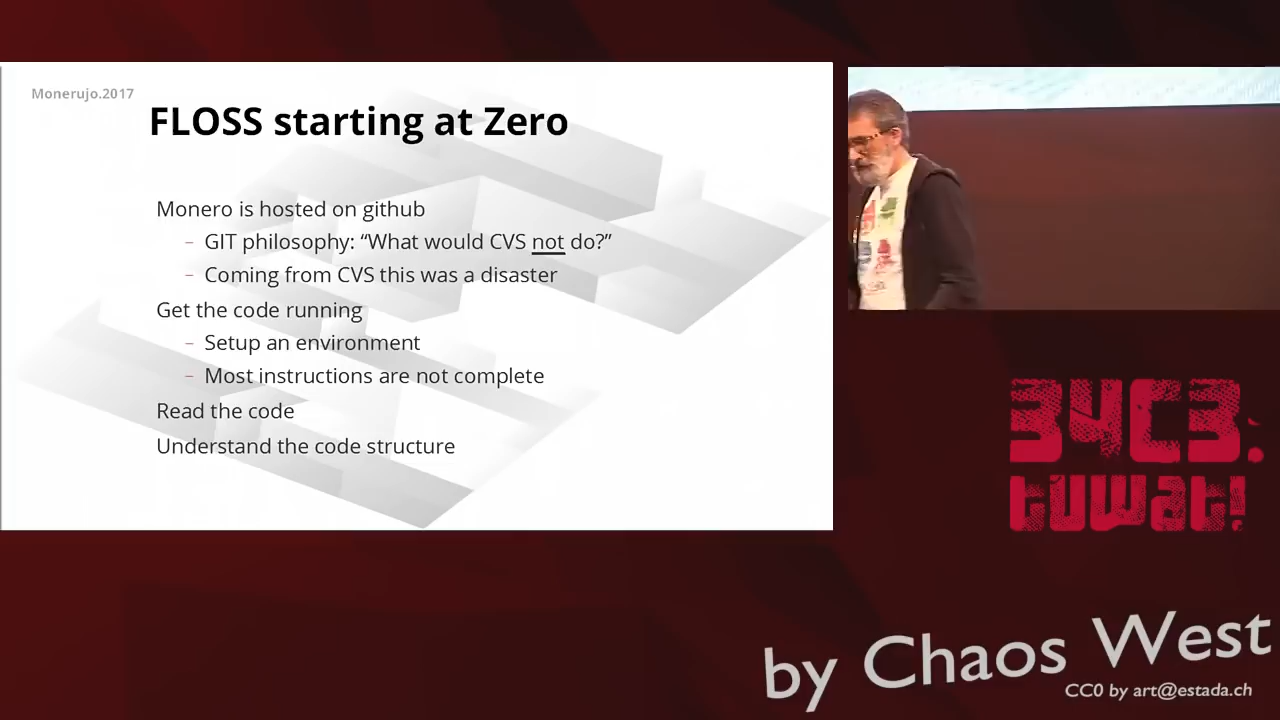 Monerujo.2017
FLOSS starting at Zero
Monero is hosted on github
– GIT philosophy: “What would CVS not do?”
– Coming from CVS this was a disaster
Get the code running
– Setup an environment
– Most instructions are not complete
Read the code
Understand the code structure
34C3:
tuwat!
by Chaos West
CC0 by art@estada.ch